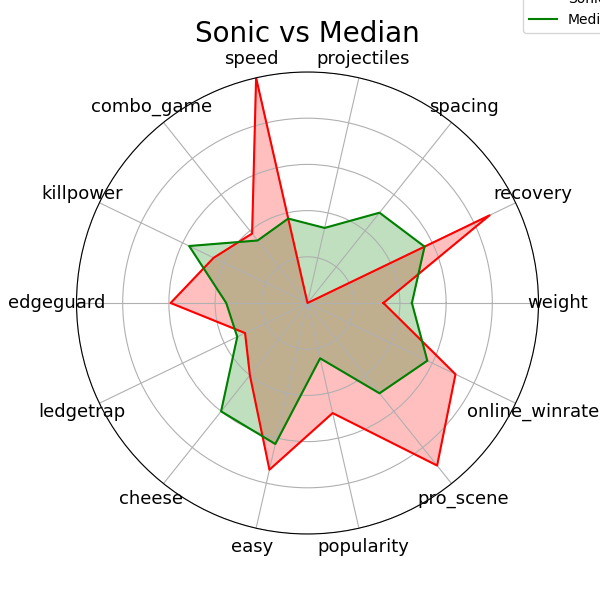 Sonic vs Median
speed
projectiles
combo_game
spacing
killpower
recovery
edgeguard
weight
ledgetrap
online_winrate
cheese
pro_scene
easy
popularity